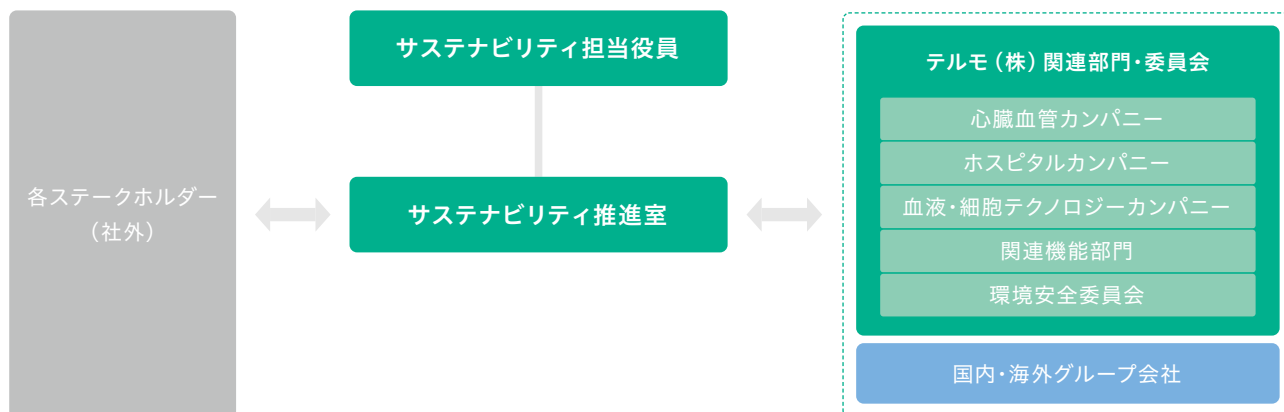 各ステークホルダー
（社外）
サステナビリティ担当役員
サステナビリティ推進室
テルモ（株）関連部門・委員会
心臓血管カンパニー
ホスピタルカンパニー
血液・細胞テクノロジーカンパニー
関連機能部門
環境安全委員会
国内・海外グループ会社